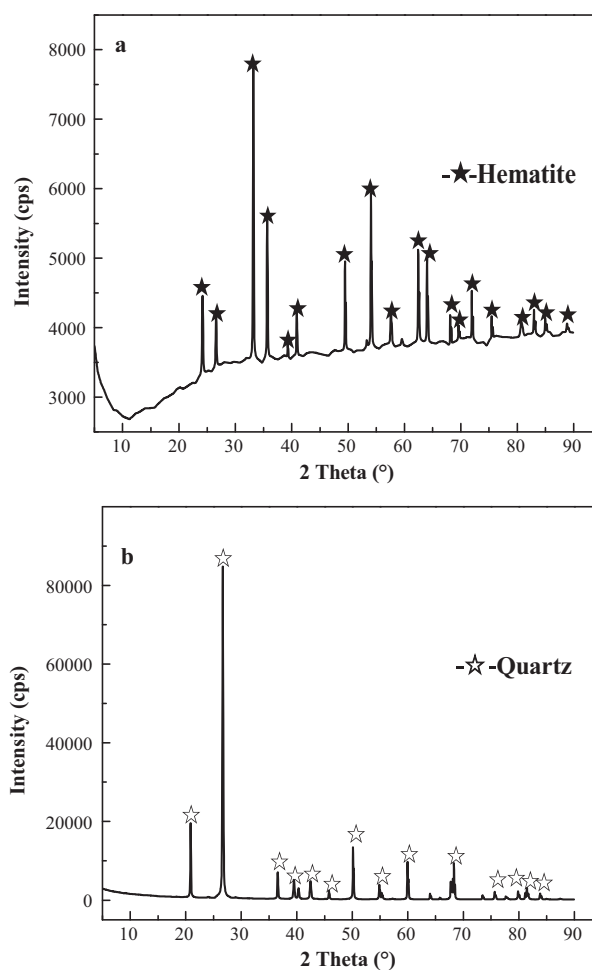 a
8000
7000
6000
5000
4000
3000
Intensity (cps)
-★-Hematite
10 20 30 40 50 60 70 80 90
2 Theta (°)
b
80000
60000
40000
20000
0
Intensity (cps)
-☆-Quartz
10 20 30 40 50 60 70 80 90
2 Theta (°)